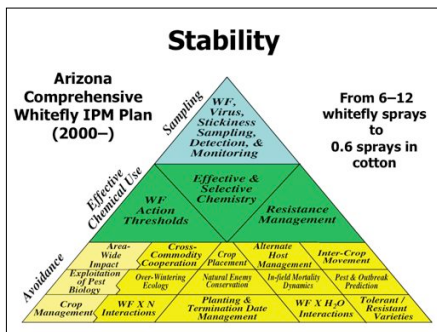 Stability
Arizona
Comprehensive
Whitefly IPM Plan
(2000–)
From 6–12
whitefly sprays
to
0.6 sprays in
cotton
Sampling
WF,
Virus,
Stickiness
Sampling,
Detection, &
Monitoring
Effective
Chemical Use
WF
Action
Thresholds
Effective &
Selective
Chemistry
Resistance
Management
Avoidance
Area-
Wide
Impact
Cross-
Commodity
Cooperation
Crop
Placement
Alternate
Host
Management
Inter-Crop
Movement
Exploitation
of Pest
Biology
Over-Wintering
Ecology
Natural Enemy
Conservation
In-field Mortality
Dynamics
Pest & Outbreak
Prediction
Crop
Management
WF X N
Interactions
Planting &
Termination Date
Management
WF X H₂O
Interactions
Tolerant /
Resistant
Varieties